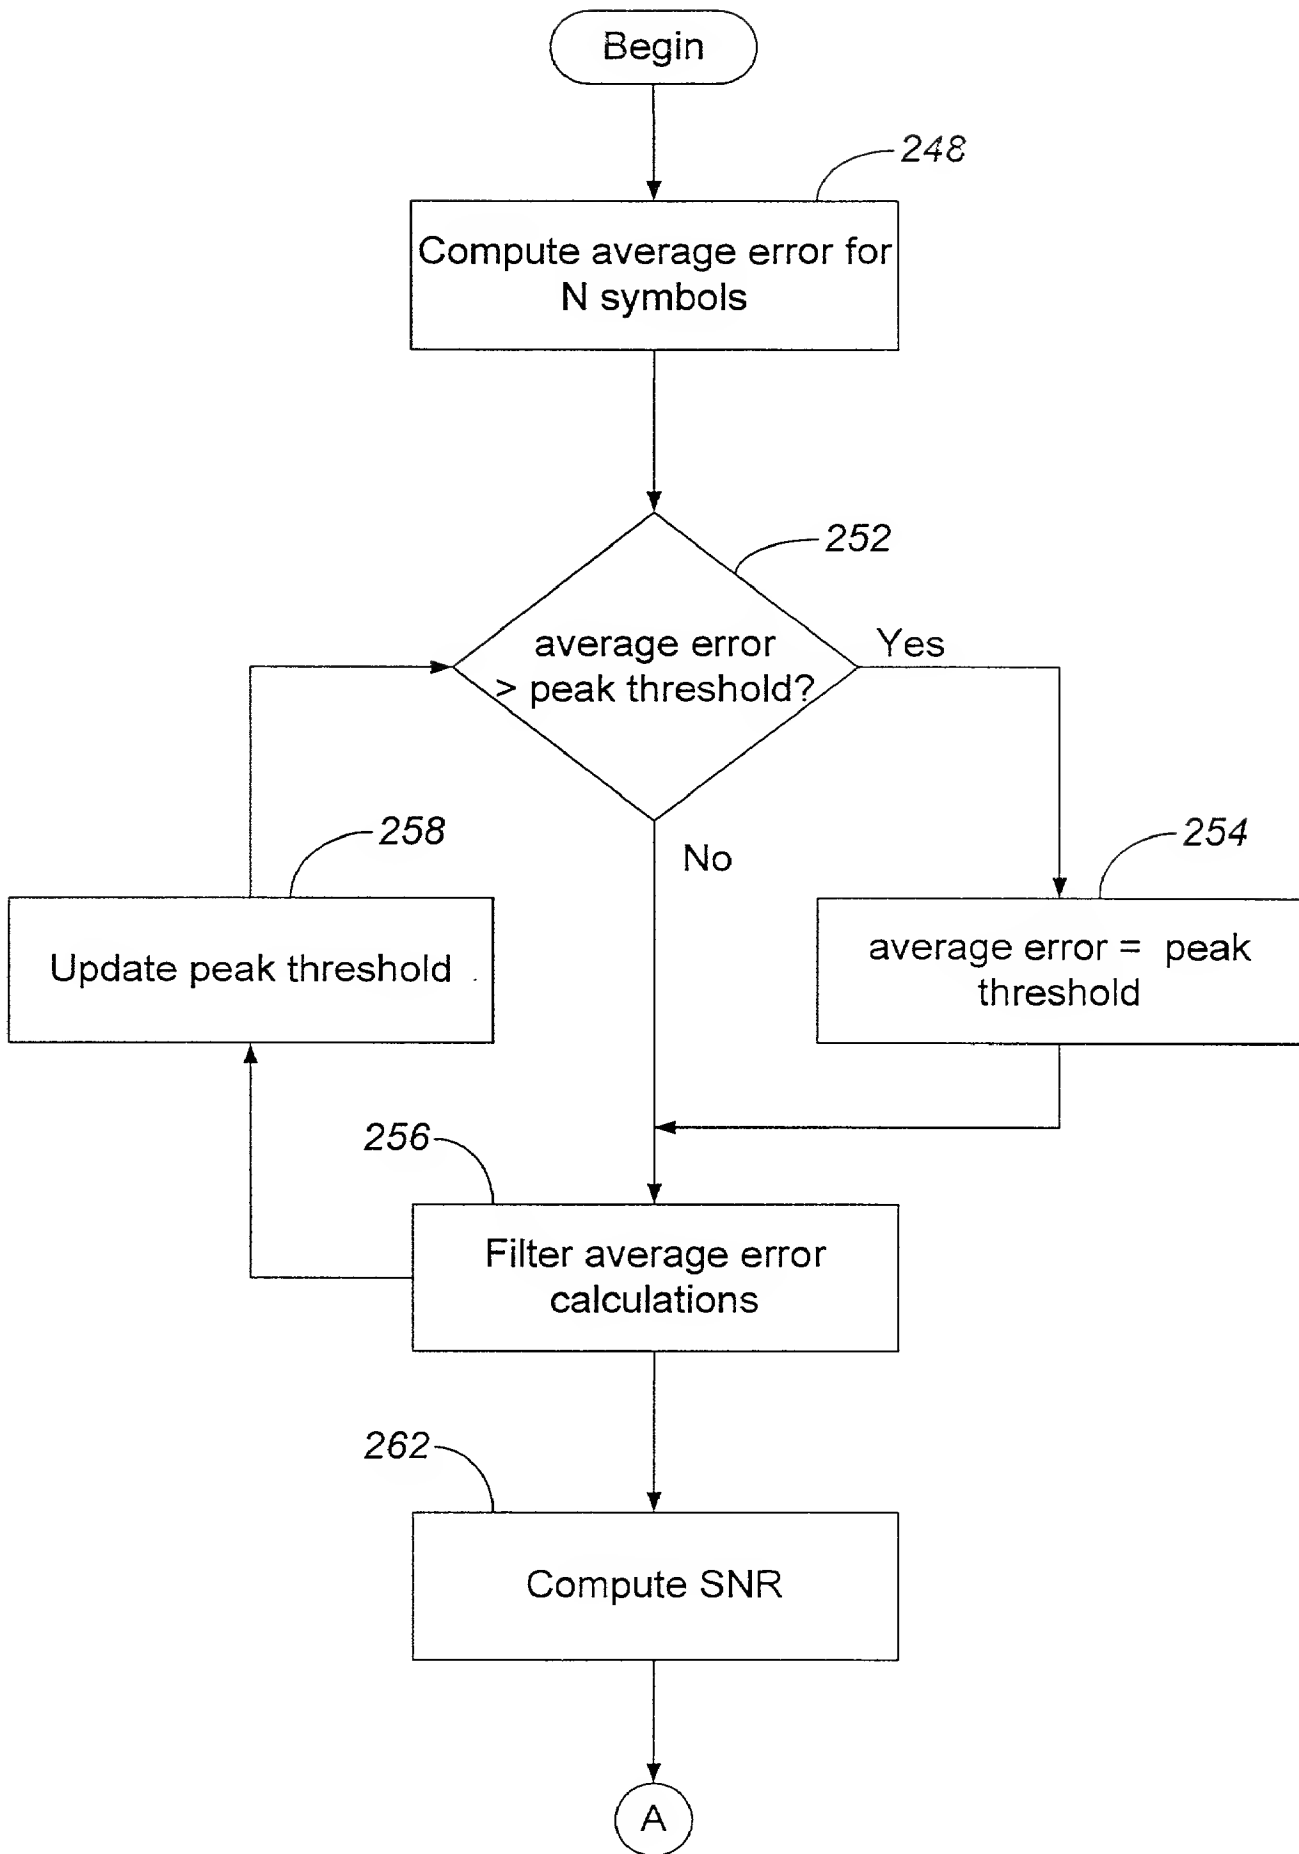 Begin
248
Compute average error for
N symbols
252
average error
> peak threshold?
Yes
No
258
Update peak threshold
254
average error = peak
threshold
256
Filter average error
calculations
262
Compute SNR
A